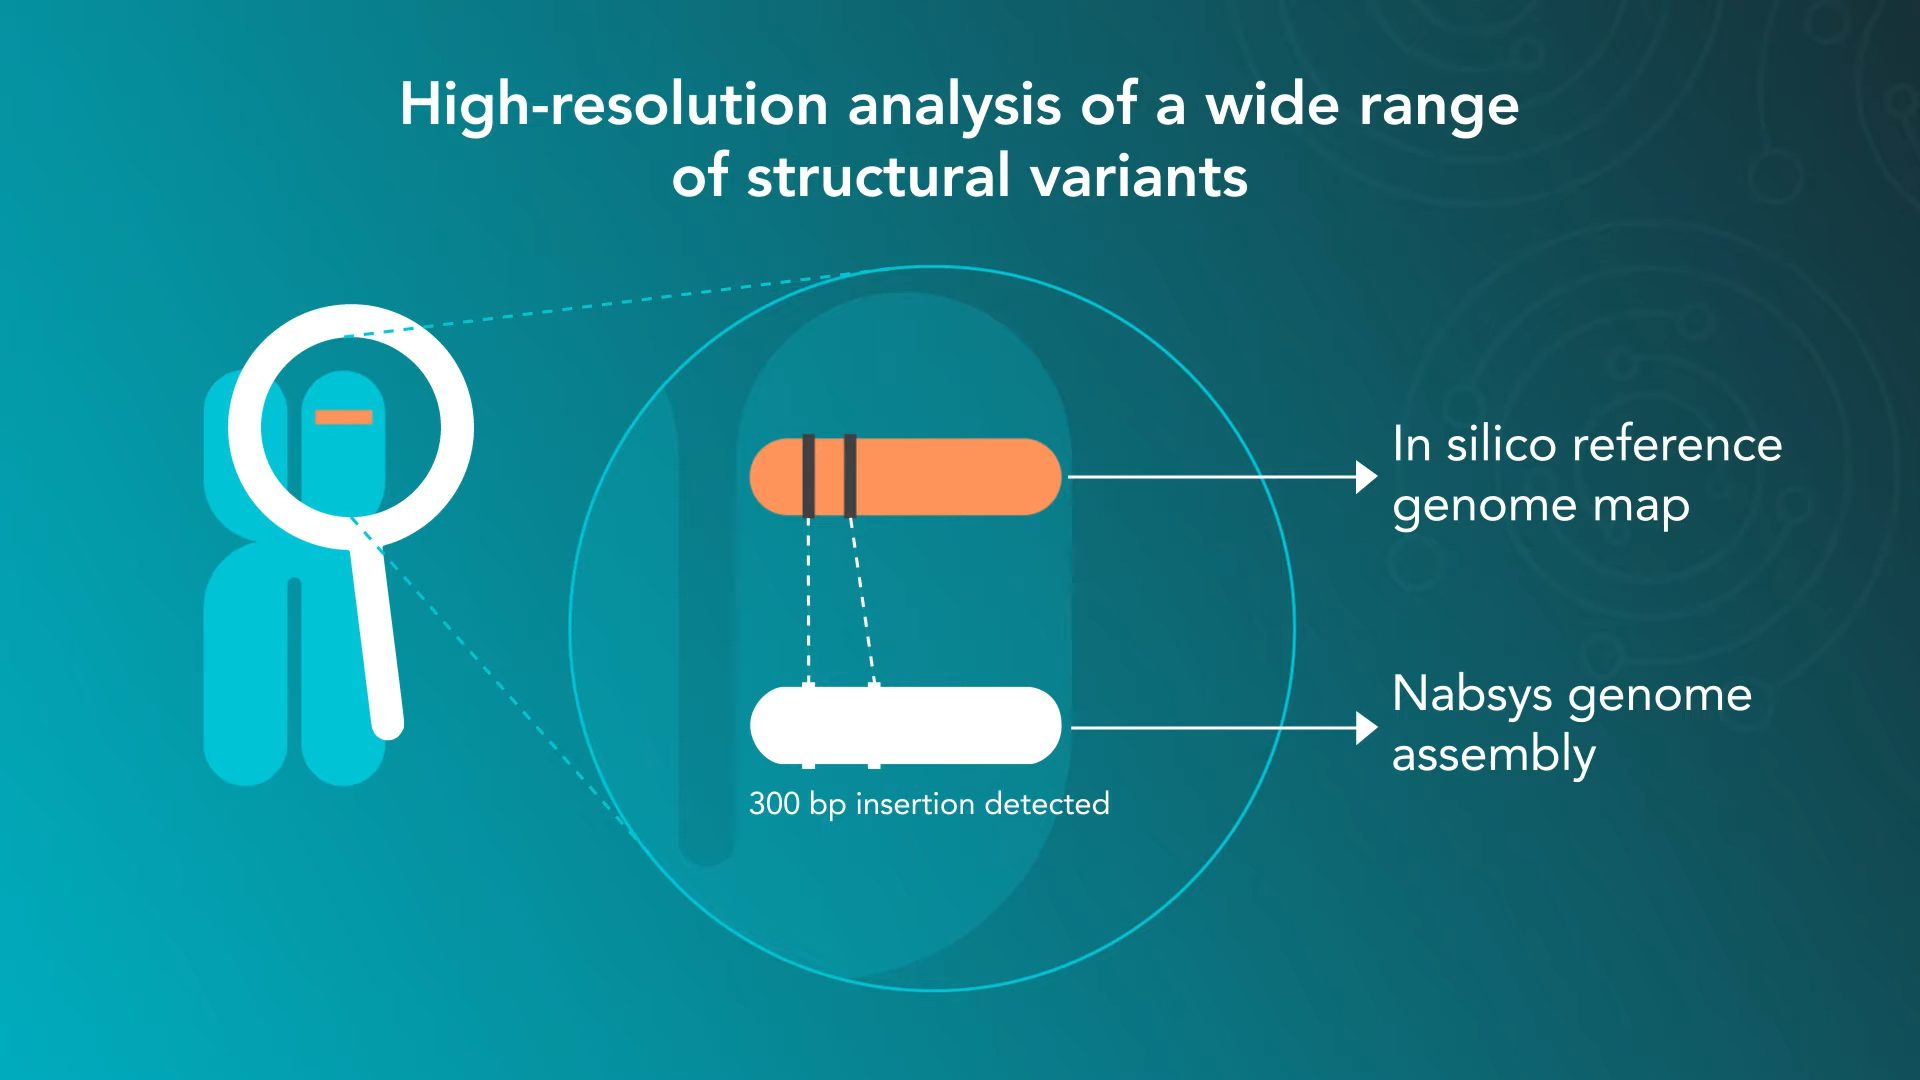 High-resolution analysis of a wide range
of structural variants
In silico reference
genome map
Nabsys genome
assembly
300 bp insertion detected